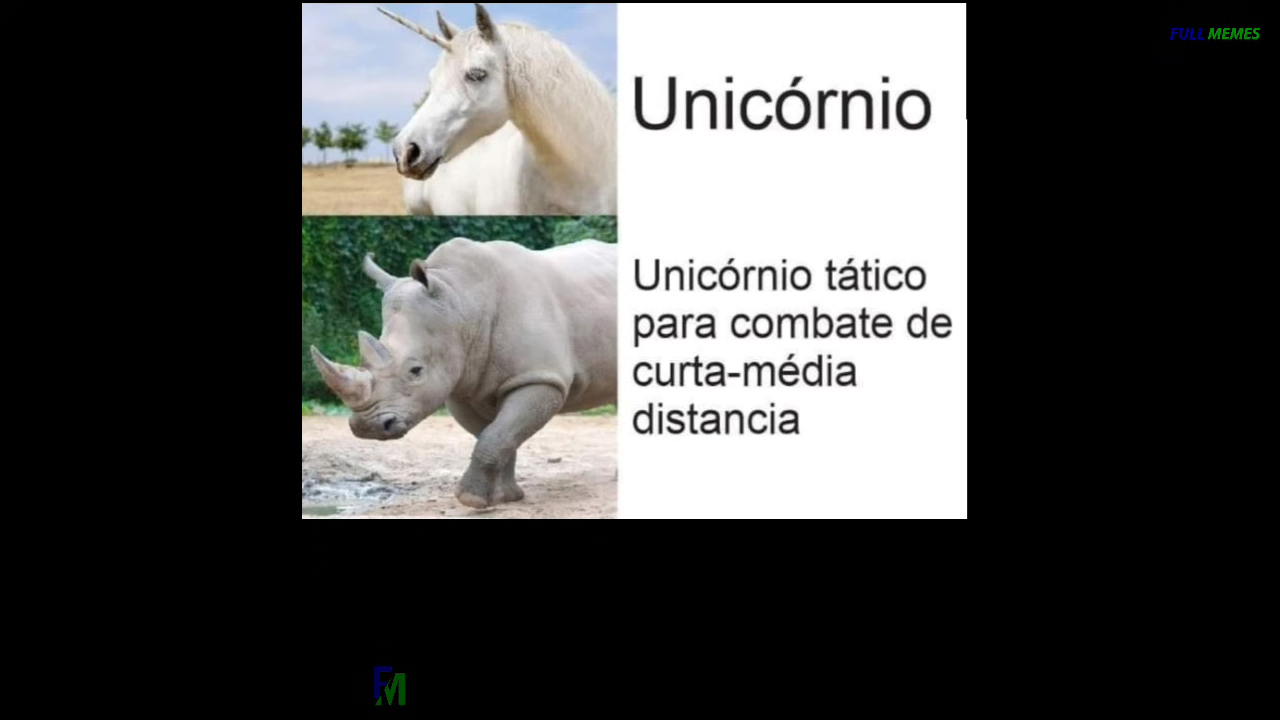 FULL MEMES
Unicórnio
Unicórnio tático
para combate de
curta-média
distancia
FM